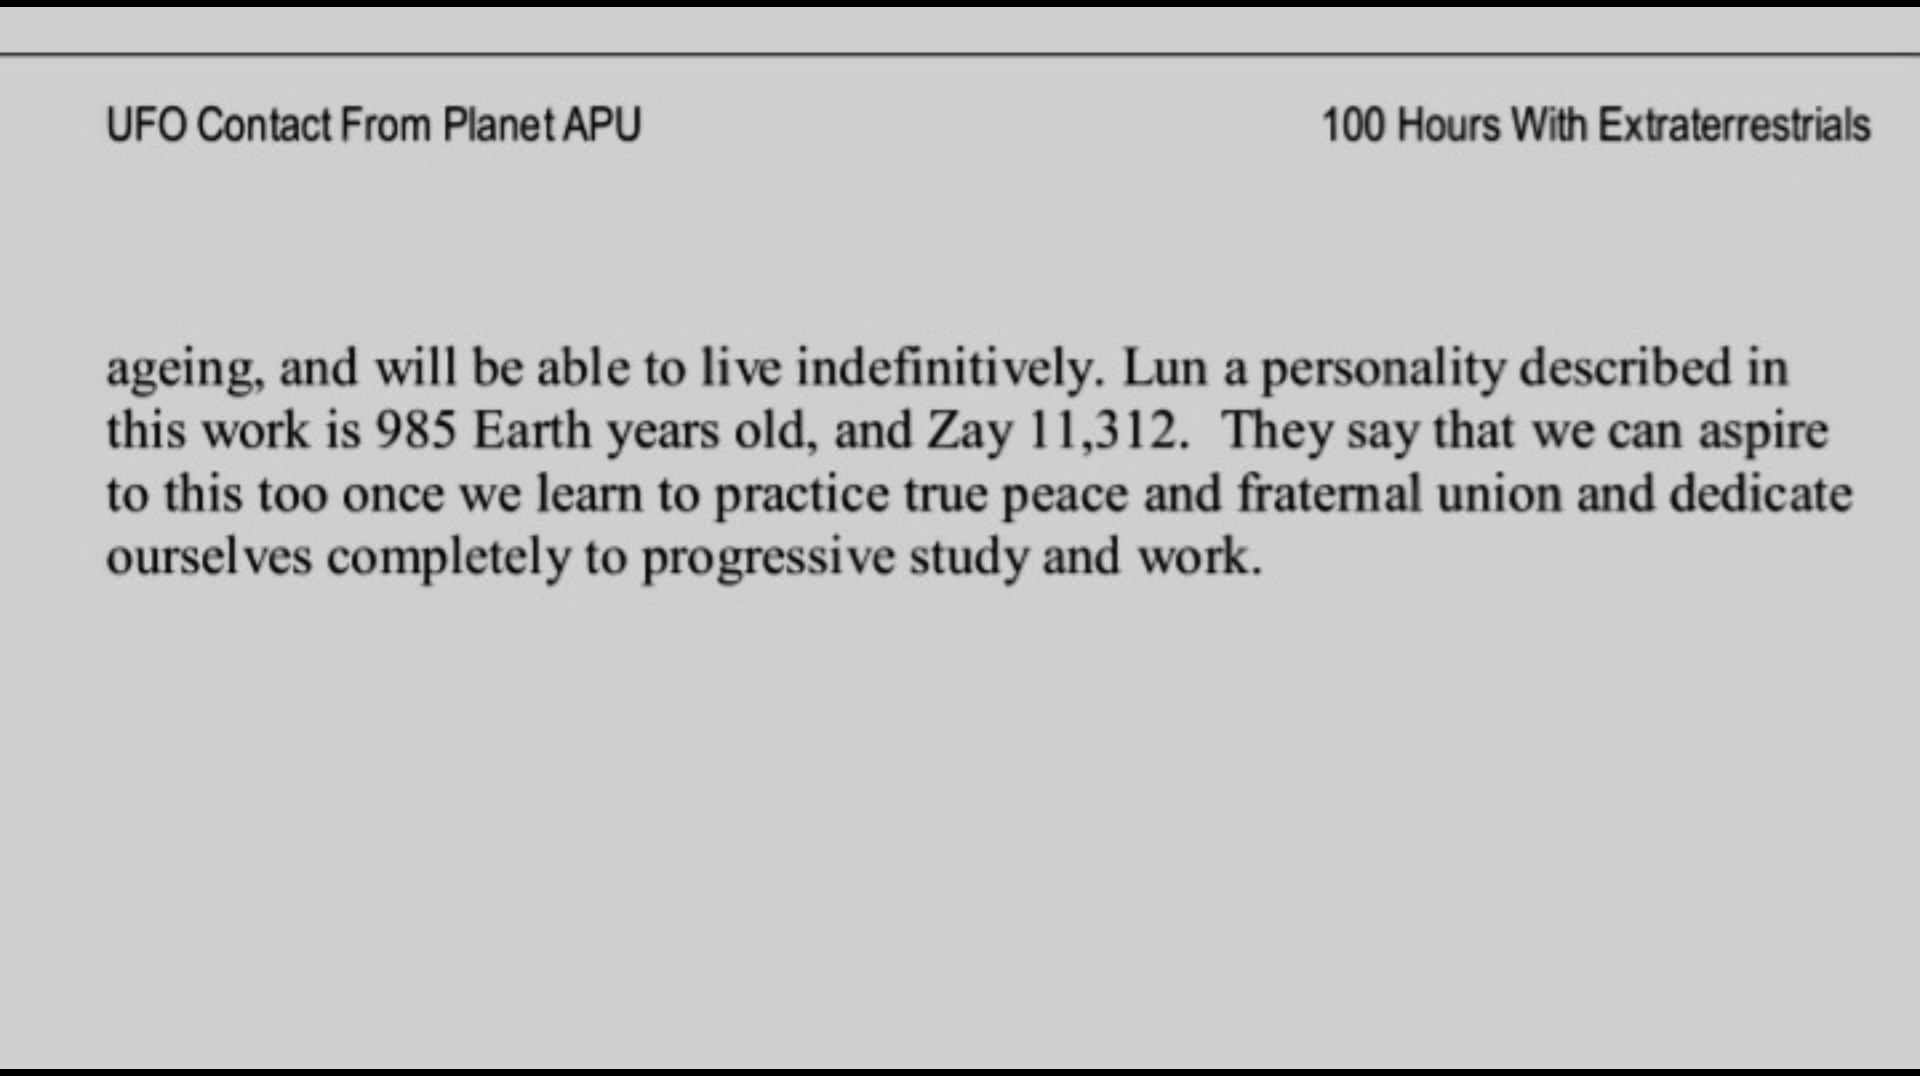 UFO Contact From Planet APU
100 Hours With Extraterrestrials
ageing, and will be able to live indefinitively. Lun a personality described in
this work is 985 Earth years old, and Zay 11,312. They say that we can aspire
to this too once we learn to practice true peace and fraternal union and dedicate
ourselves completely to progressive study and work.